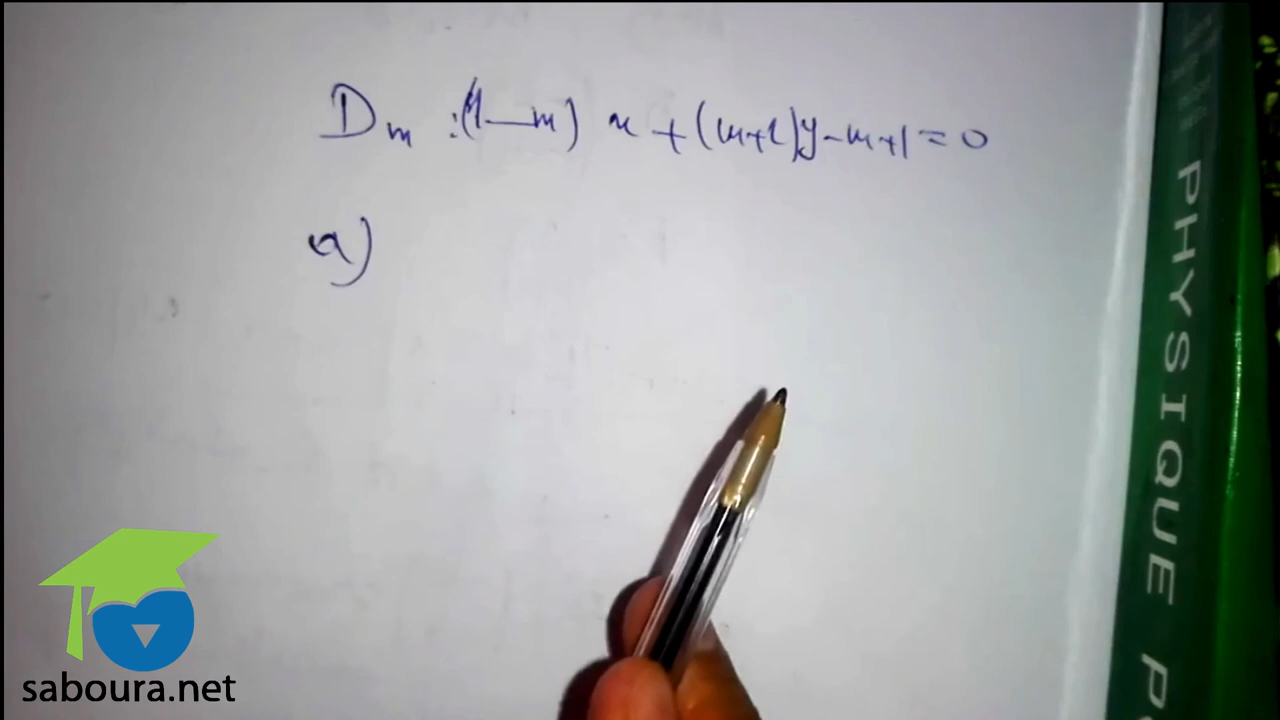 Dm : (1-m) x + (m+1)y - m+1 = 0
a)
PHYSIQUE P
saboura.net